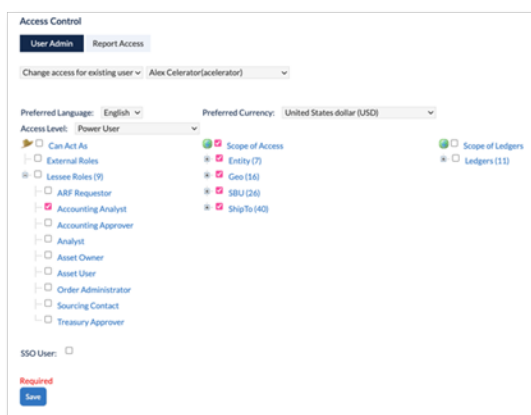 Access Control
User Admin Report Access
Change access for existing user Alex Celerator(acelerator)
Preferred Language: English Preferred Currency: United States dollar (USD)
Access Level: Power User
Can Act As Scope of Access Scope of Ledgers
External Roles Entity (7) Ledgers (11)
Lessee Roles (9) Geo (16)
ARF Requestor SBU (26)
Accounting Analyst ShipTo (40)
Accounting Approver
Analyst
Asset Owner
Asset User
Order Administrator
Sourcing Contact
Treasury Approver
SSO User:
Required
Save